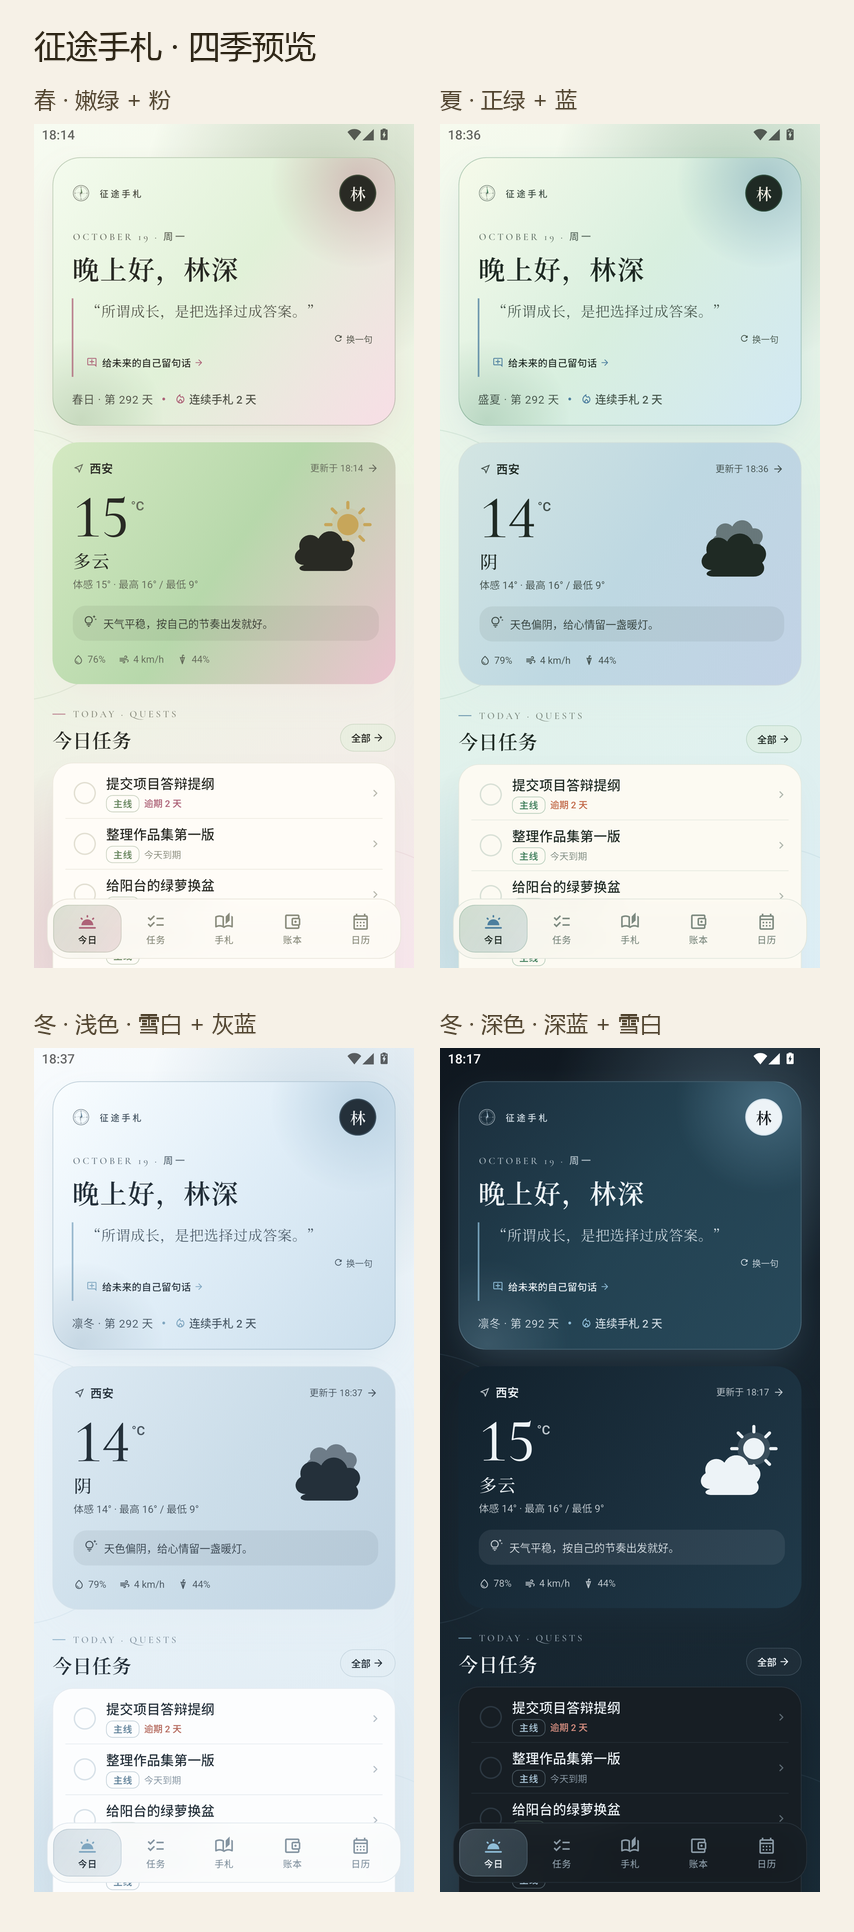 征途手札 · 四季预览
春 · 嫩绿 + 粉
18:14
征途手札
林
OCTOBER 19 · 周一
晚上好，林深
“所谓成长，是把选择过成答案。”
换一句
给未来的自己留句话 →
春日 · 第 292 天 • 连续手札 2 天
西安
更新于 18:14 →
15 °C
多云
体感 15° · 最高 16° / 最低 9°
天气平稳，按自己的节奏出发就好。
76% 4 km/h 44%
TODAY · QUESTS
今日任务
全部 →
提交项目答辩提纲
主线 逾期 2 天
整理作品集第一版
主线 今天到期
给阳台的绿萝换盆
今日 任务 手札 账本 日历
夏 · 正绿 + 蓝
18:36
征途手札
林
OCTOBER 19 · 周一
晚上好，林深
“所谓成长，是把选择过成答案。”
换一句
给未来的自己留句话 →
盛夏 · 第 292 天 • 连续手札 2 天
西安
更新于 18:36 →
14 °C
阴
体感 14° · 最高 16° / 最低 9°
天色偏阴，给心情留一盏暖灯。
79% 4 km/h 44%
TODAY · QUESTS
今日任务
全部 →
提交项目答辩提纲
主线 逾期 2 天
整理作品集第一版
主线 今天到期
给阳台的绿萝换盆
今日 任务 手札 账本 日历
冬 · 浅色 · 雪白 + 灰蓝
18:37
征途手札
林
OCTOBER 19 · 周一
晚上好，林深
“所谓成长，是把选择过成答案。”
换一句
给未来的自己留句话 →
凛冬 · 第 292 天 • 连续手札 2 天
西安
更新于 18:37 →
14 °C
阴
体感 14° · 最高 16° / 最低 9°
天色偏阴，给心情留一盏暖灯。
79% 4 km/h 44%
TODAY · QUESTS
今日任务
全部 →
提交项目答辩提纲
主线 逾期 2 天
整理作品集第一版
主线 今天到期
给阳台的绿萝换盆
今日 任务 手札 账本 日历
冬 · 深色 · 深蓝 + 雪白
18:17
征途手札
林
OCTOBER 19 · 周一
晚上好，林深
“所谓成长，是把选择过成答案。”
换一句
给未来的自己留句话 →
凛冬 · 第 292 天 • 连续手札 2 天
西安
更新于 18:17 →
15 °C
多云
体感 14° · 最高 16° / 最低 9°
天气平稳，按自己的节奏出发就好。
78% 4 km/h 44%
TODAY · QUESTS
今日任务
全部 →
提交项目答辩提纲
主线 逾期 2 天
整理作品集第一版
主线 今天到期
给阳台的绿萝换盆
今日 任务 手札 账本 日历